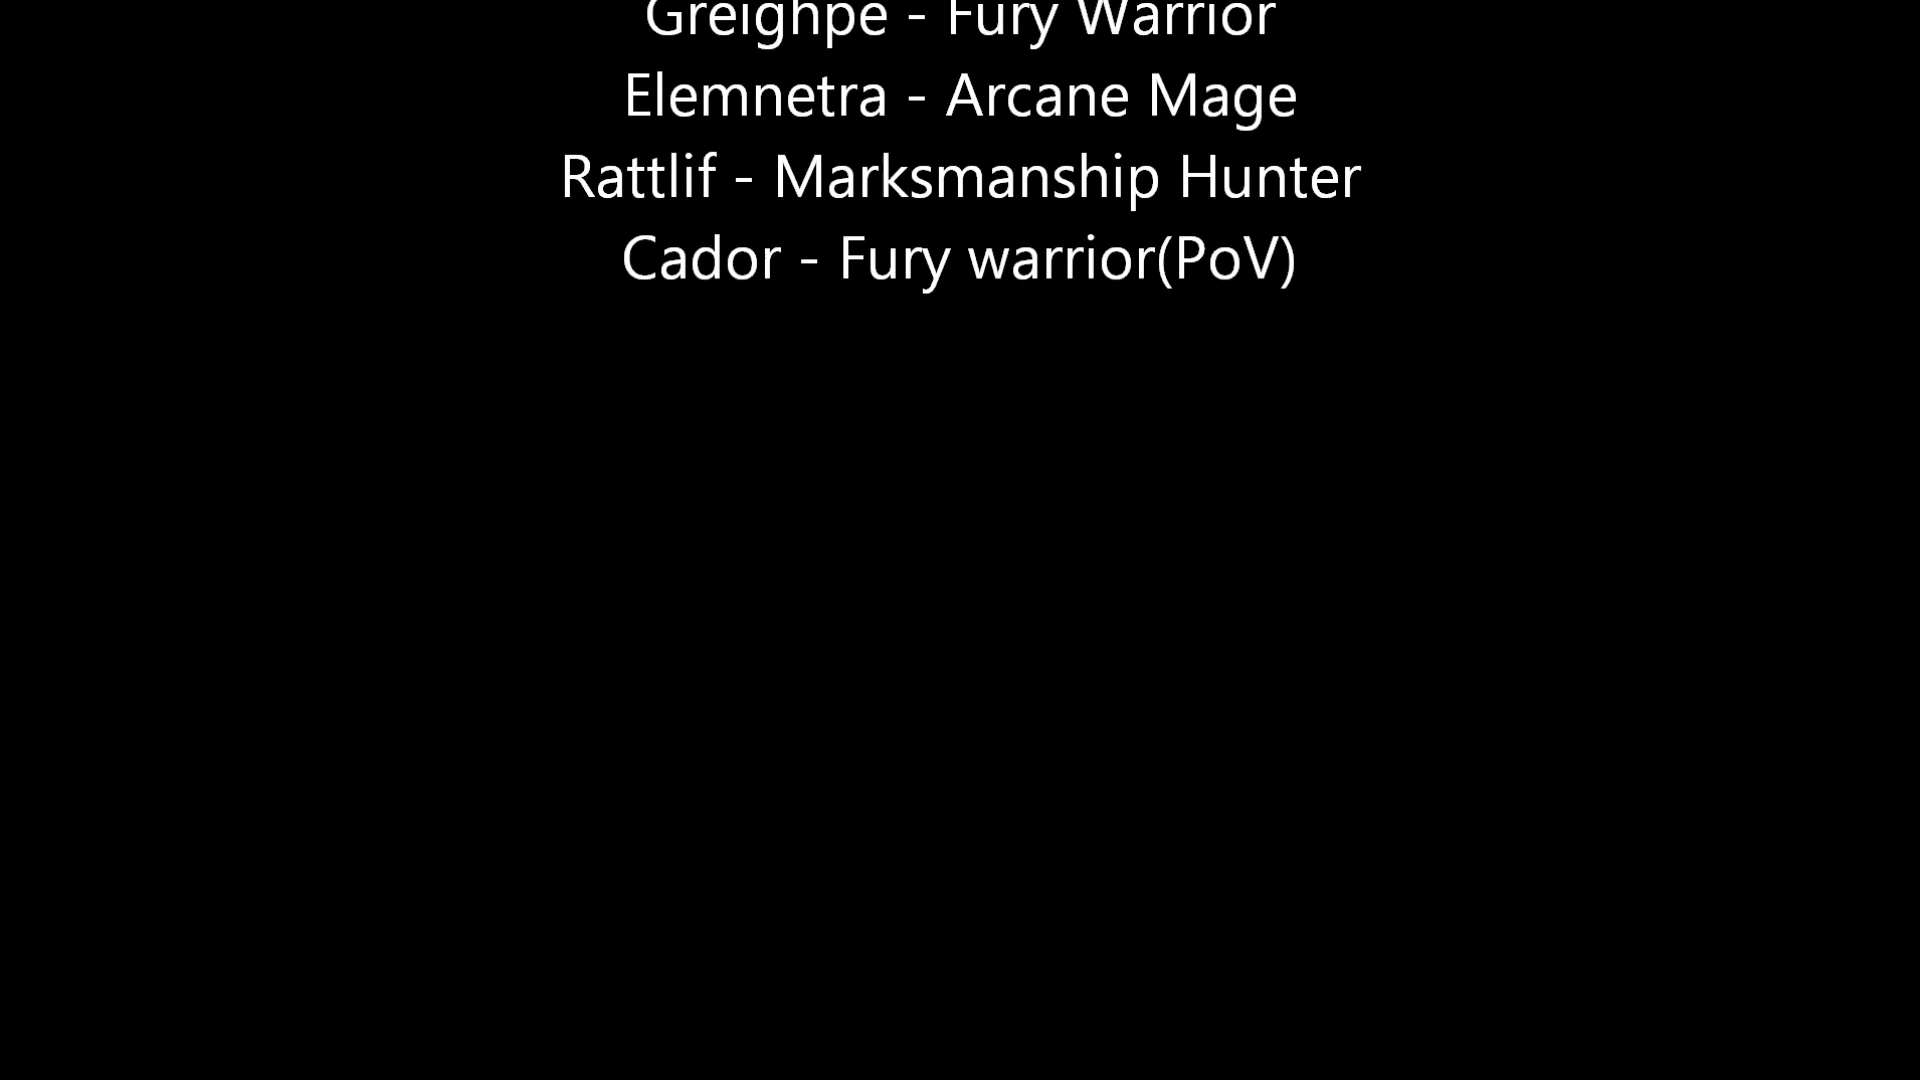 Greighpe - Fury Warrior
Elemnetra - Arcane Mage
Rattlif - Marksmanship Hunter
Cador - Fury warrior(PoV)